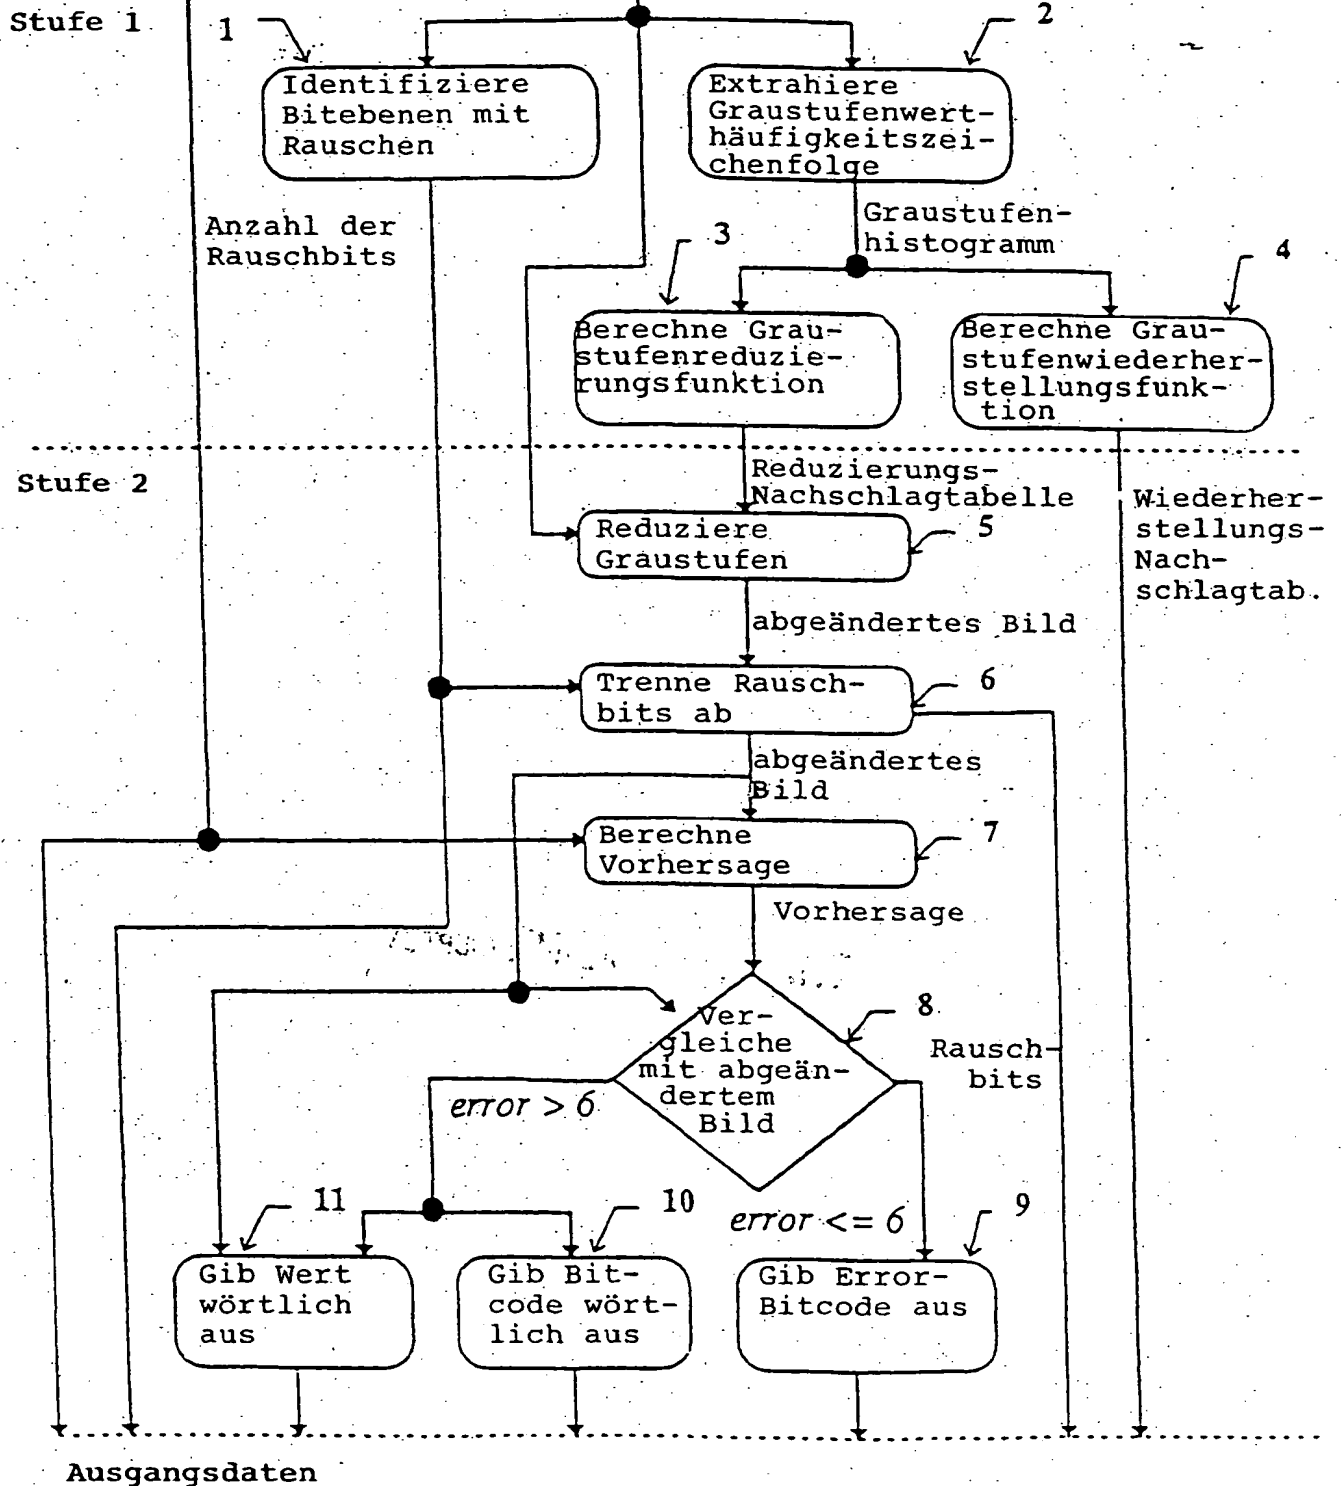 Stufe 1
1
2
Identifiziere
Bitebenen mit
Rauschen
Extrahiere
Graustufenwert-
häufigkeitszei-
chenfolge
Anzahl der
Rauschbits
Graustufen-
histogramm
3
4
Berechne Grau-
stufenreduzie-
rungsfunktion
Berechne Grau-
stufenwiederher-
stellungsfunk-
tion
Stufe 2
Reduzierungs-
Nachschlagtabelle
Wiederher-
stellungs-
Nach-
schlagtab.
Reduziere
Graustufen
5
abgeändertes Bild
Trenne Rausch-
bits ab
6
abgeändertes
Bild
Berechne
Vorhersage
7
Vorhersage
Ver-
gleiche
mit abgeän-
dertem
Bild
8
Rausch-
bits
error > 6
error <= 6
11
10
9
Gib Wert
wörtlich
aus
Gib Bit-
code wört-
lich aus
Gib Error-
Bitcode aus
Ausgangsdaten